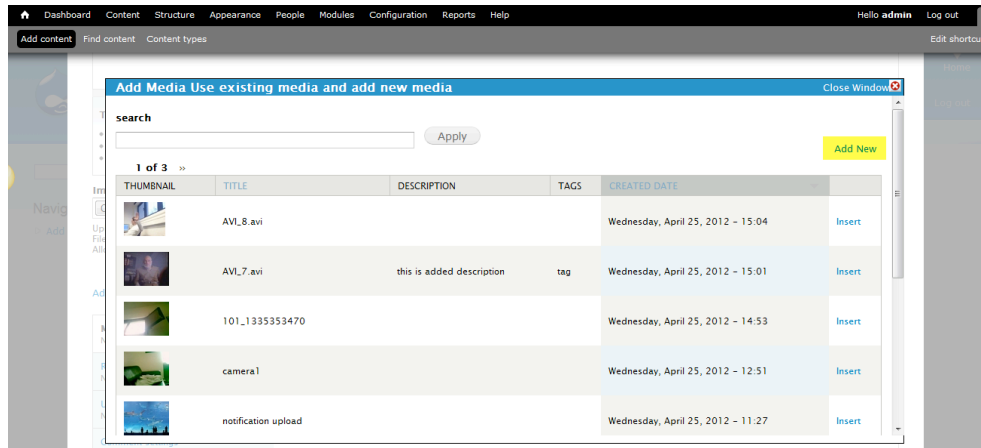 Dashboard Content Structure Appearance People Modules Configuration Reports Help Hello admin Log out
Add content Find content Content types Edit shortcu
Home
Add Media Use existing media and add new media Close Window
search
Apply
Add New
1 of 3 »
THUMBNAIL TITLE DESCRIPTION TAGS CREATED DATE
AVI_8.avi Wednesday, April 25, 2012 – 15:04 Insert
AVI_7.avi this is added description tag Wednesday, April 25, 2012 – 15:01 Insert
101_1335353470 Wednesday, April 25, 2012 – 14:53 Insert
camera1 Wednesday, April 25, 2012 – 12:51 Insert
notification upload Wednesday, April 25, 2012 – 11:27 Insert
Navig
Add